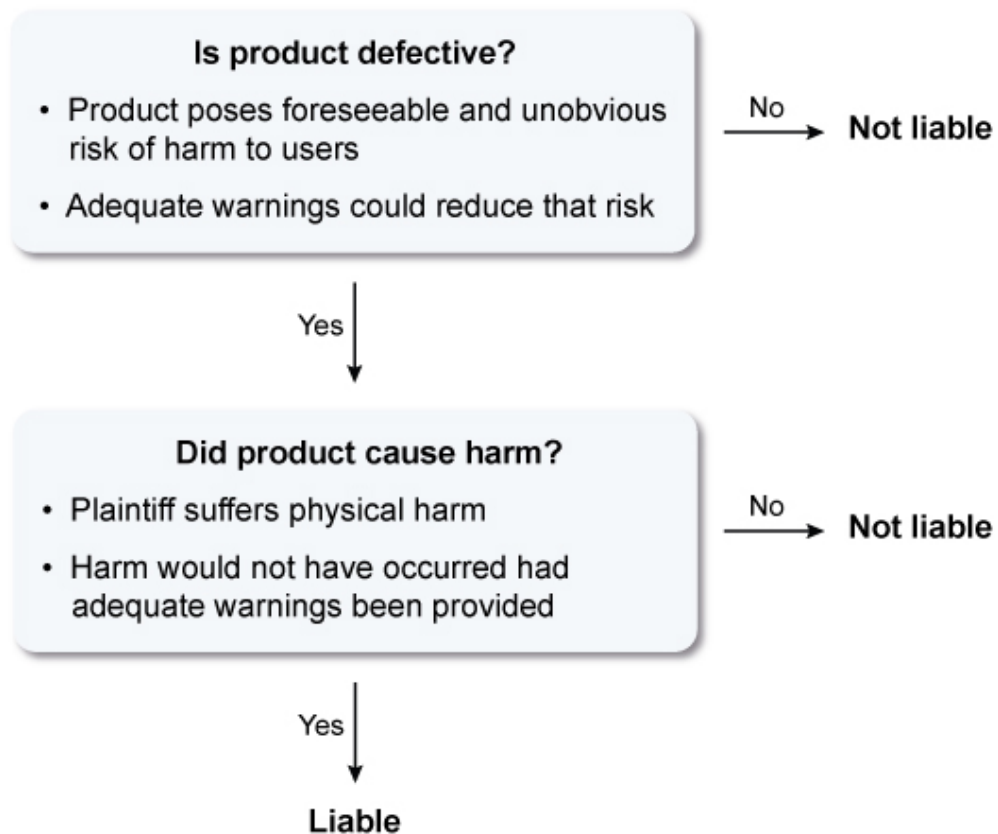 Is product defective?
• Product poses foreseeable and unobvious
risk of harm to users
• Adequate warnings could reduce that risk
No
Not liable
Yes
Did product cause harm?
• Plaintiff suffers physical harm
• Harm would not have occurred had
adequate warnings been provided
No
Not liable
Yes
Liable